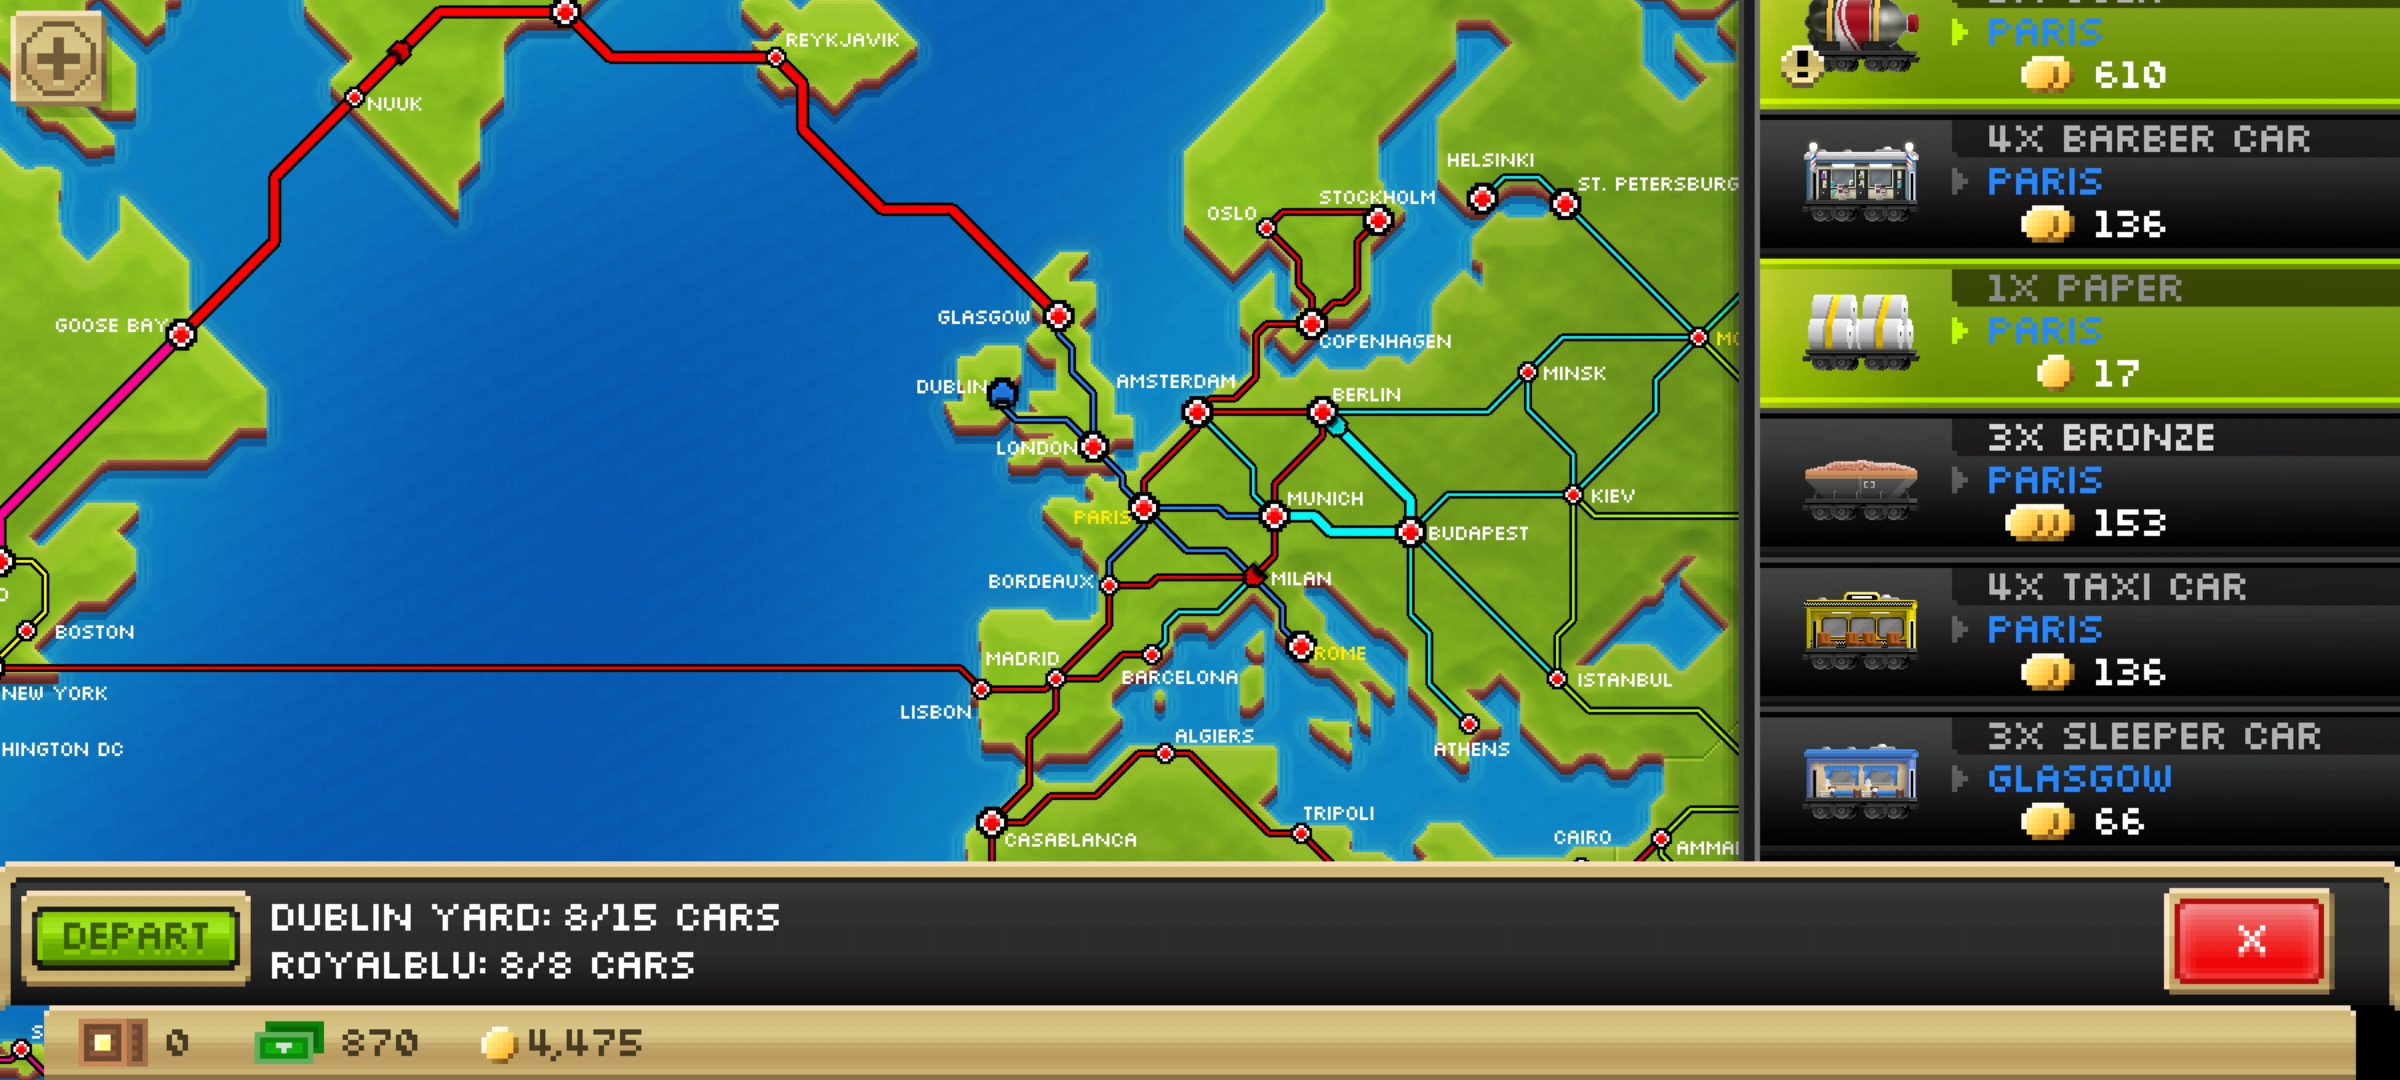 REYKJAVIK
NUUK
HELSINKI
ST. PETERSBURG
STOCKHOLM
OSLO
GOOSE BAY
GLASGOW
COPENHAGEN
MINSK
DUBLIN
AMSTERDAM
BERLIN
LONDON
MUNICH
KIEV
PARIS
BUDAPEST
BORDEAUX
MILAN
BOSTON
ROME
MADRID
BARCELONA
ISTANBUL
NEW YORK
LISBON
ALGIERS
ATHENS
HINGTON DC
TRIPOLI
CASABLANCA
CAIRO
AMMA
PARIS
610
4X BARBER CAR
PARIS
136
1X PAPER
PARIS
17
3X BRONZE
PARIS
153
4X TAXI CAR
PARIS
136
3X SLEEPER CAR
GLASGOW
66
DEPART
DUBLIN YARD: 8/15 CARS
ROYALBLU: 8/8 CARS
X
0
870
4,475